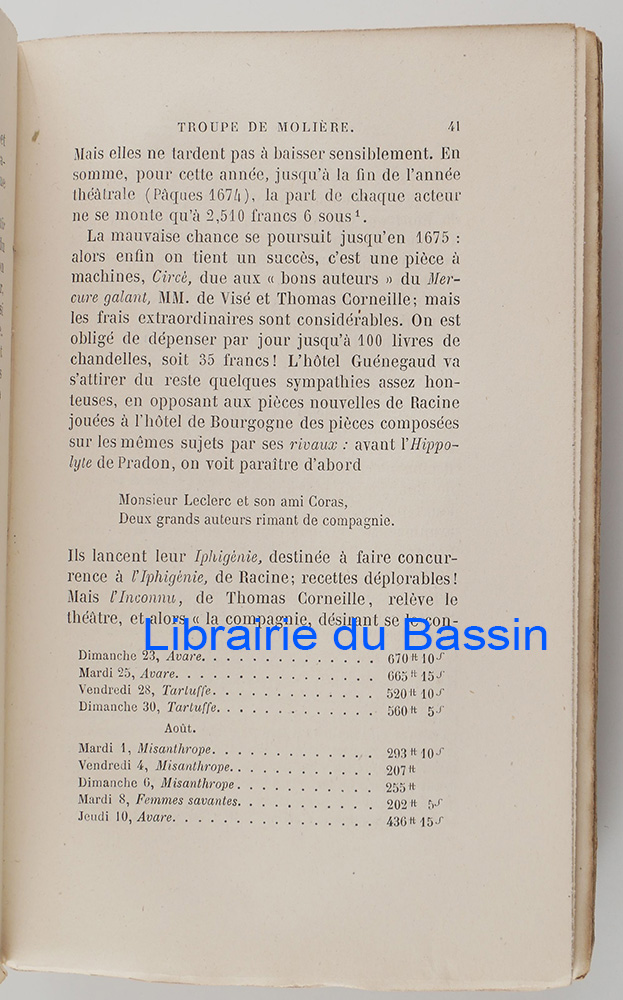 TROUPE DE MOLIÈRE. 41
Mais elles ne tardent pas à baisser sensiblement. En
somme, pour cette année, jusqu'à la fin de l'année
théâtrale (Pâques 1674), la part de chaque acteur
ne se monte qu'à 2,510 francs 6 sous¹.
La mauvaise chance se poursuit jusqu'en 1675 :
alors enfin on tient un succès, c'est une pièce à
machines, Circé, due aux « bons auteurs » du Mer-
cure galant, MM. de Visé et Thomas Corneille; mais
les frais extraordinaires sont considérables. On est
obligé de dépenser par jour jusqu'à 100 livres de
chandelles, soit 35 francs! L'hôtel Guénegaud va
s'attirer du reste quelques sympathies assez hon-
teuses, en opposant aux pièces nouvelles de Racine
jouées à l'hôtel de Bourgogne des pièces composées
sur les mêmes sujets par ses rivaux : avant l'Hippo-
lyte de Pradon, on voit paraître d'abord
Monsieur Leclerc et son ami Coras,
Deux grands auteurs rimant de compagnie.
Ils lancent leur Iphigénie, destinée à faire concur-
rence à l'Iphigénie, de Racine; recettes déplorables!
Mais l'Inconnu, de Thomas Corneille, relève le
théâtre, et alors « la compagnie, désirant se le con-
Librairie du Bassin
Dimanche 23, Avare. . . . . . . . . . . . . . . 670 ₶ 10 s
Mardi 25, Avare. . . . . . . . . . . . . . . . . 665 ₶ 15 s
Vendredi 28, Tartuffe. . . . . . . . . . . . . . 520 ₶ 10 s
Dimanche 30, Tartuffe. . . . . . . . . . . . . . 560 ₶ 5 s
Août.
Mardi 1, Misanthrope. . . . . . . . . . . . . . 293 ₶ 10 s
Vendredi 4, Misanthrope. . . . . . . . . . . . . 207 ₶
Dimanche 6, Misanthrope. . . . . . . . . . . . . 255 ₶
Mardi 8, Femmes savantes. . . . . . . . . . . . 202 ₶ 5 s
Jeudi 10, Avare. . . . . . . . . . . . . . . . . 436 ₶ 15 s